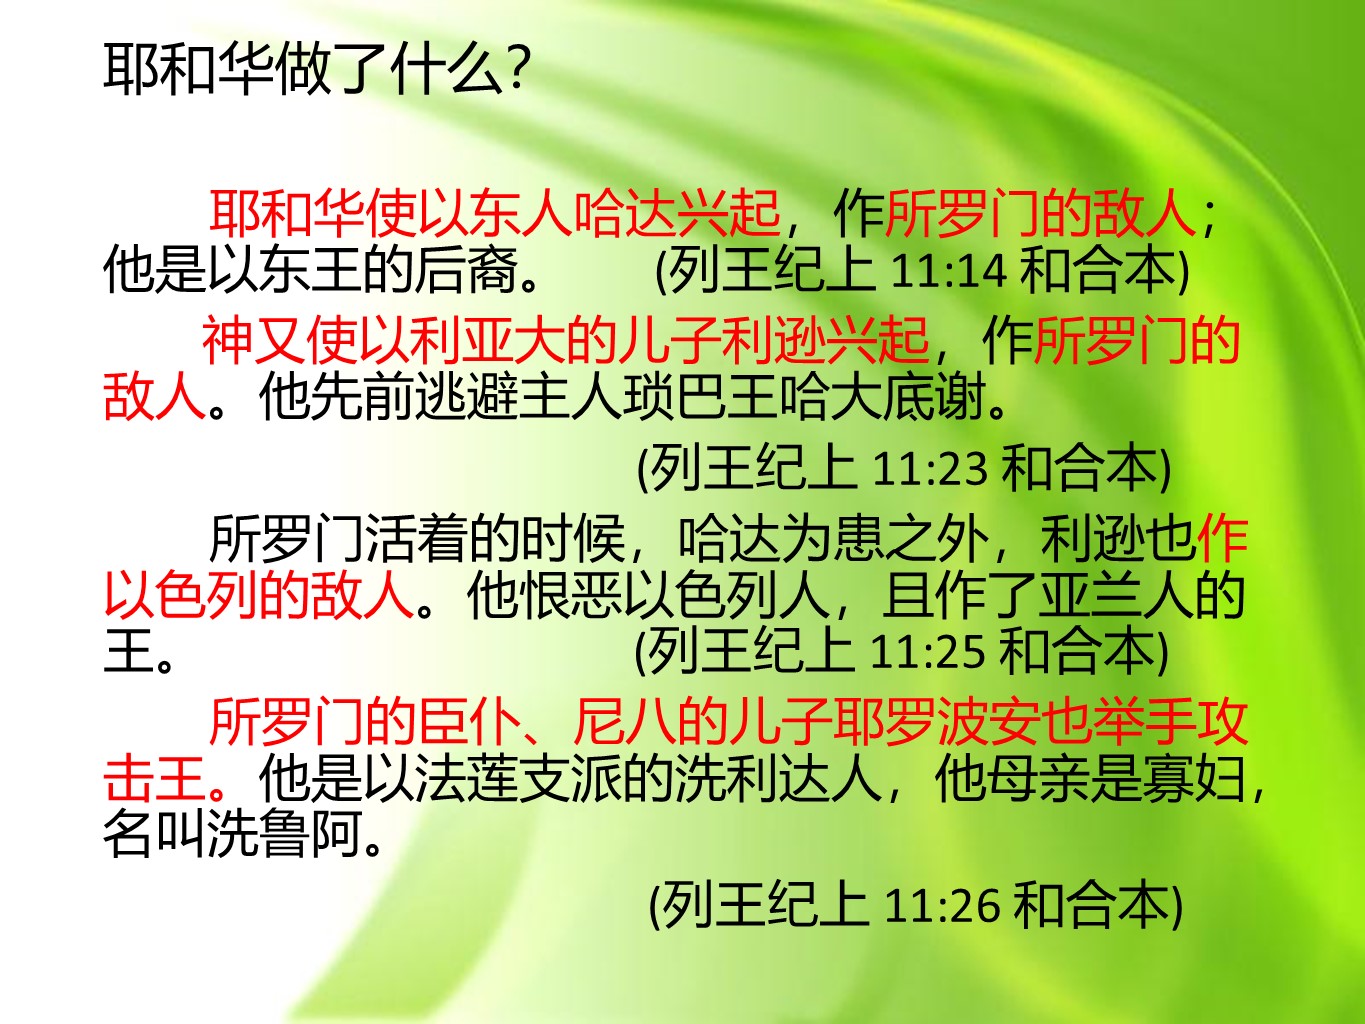 耶和华做了什么？
耶和华使以东人哈达兴起，作所罗门的敌人；
他是以东王的后裔。 (列王纪上 11:14 和合本)
神又使以利亚大的儿子利逊兴起，作所罗门的
敌人。他先前逃避主人琐巴王哈大底谢。
(列王纪上 11:23 和合本)
所罗门活着的时候，哈达为患之外，利逊也作
以色列的敌人。他恨恶以色列人，且作了亚兰人的
王。 (列王纪上 11:25 和合本)
所罗门的臣仆、尼八的儿子耶罗波安也举手攻
击王。他是以法莲支派的洗利达人，他母亲是寡妇，
名叫洗鲁阿。
(列王纪上 11:26 和合本)